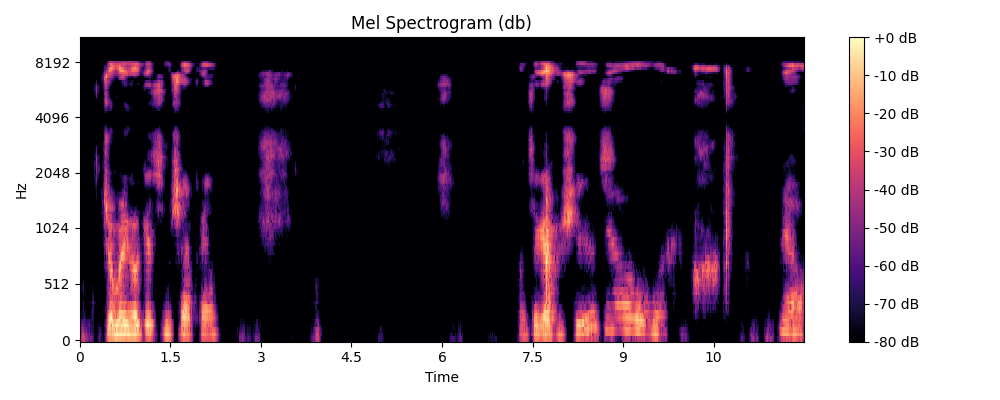 Mel Spectrogram (db)
8192
4096
2048
1024
512
0
Hz
0 1.5 3 4.5 6 7.5 9 10
Time
+0 dB
-10 dB
-20 dB
-30 dB
-40 dB
-50 dB
-60 dB
-70 dB
-80 dB